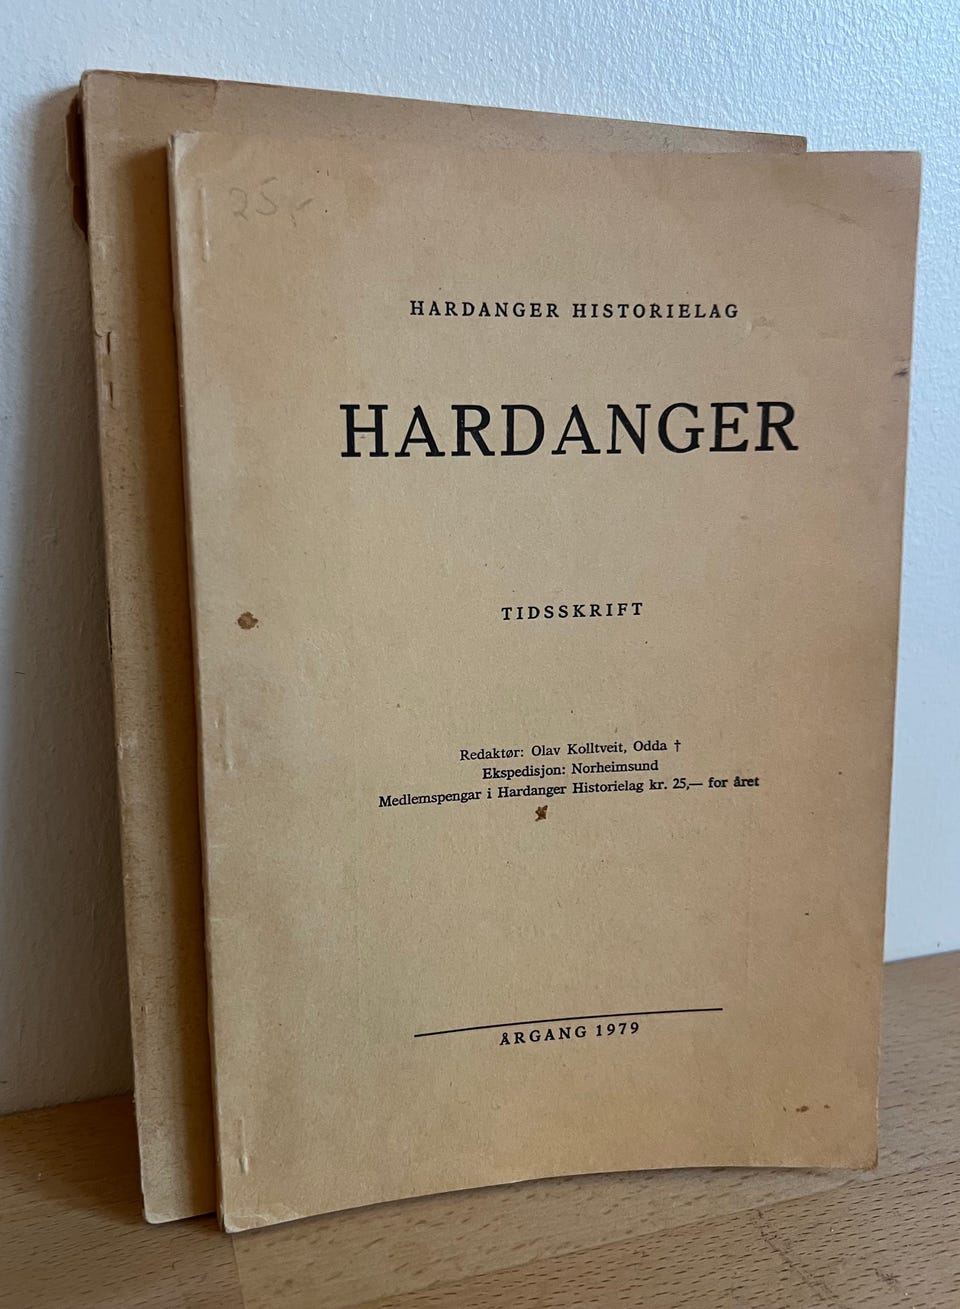 25,-
HARDANGER HISTORIELAG
HARDANGER
TIDSSKRIFT
Redaktør: Olav Kolltveit, Odda †
Ekspedisjon: Norheimsund
Medlemspengar i Hardanger Historielag kr. 25,— for året
ÅRGANG 1979